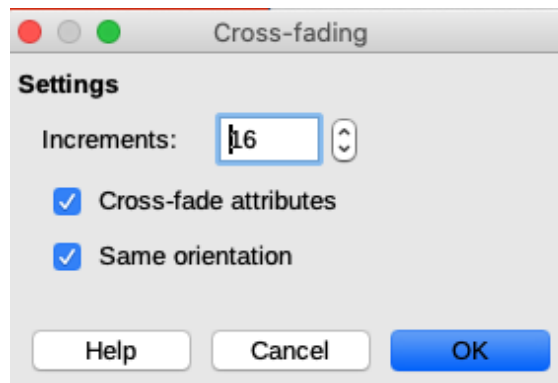 Cross-fading
Settings
Increments: 16
Cross-fade attributes
Same orientation
Help Cancel OK